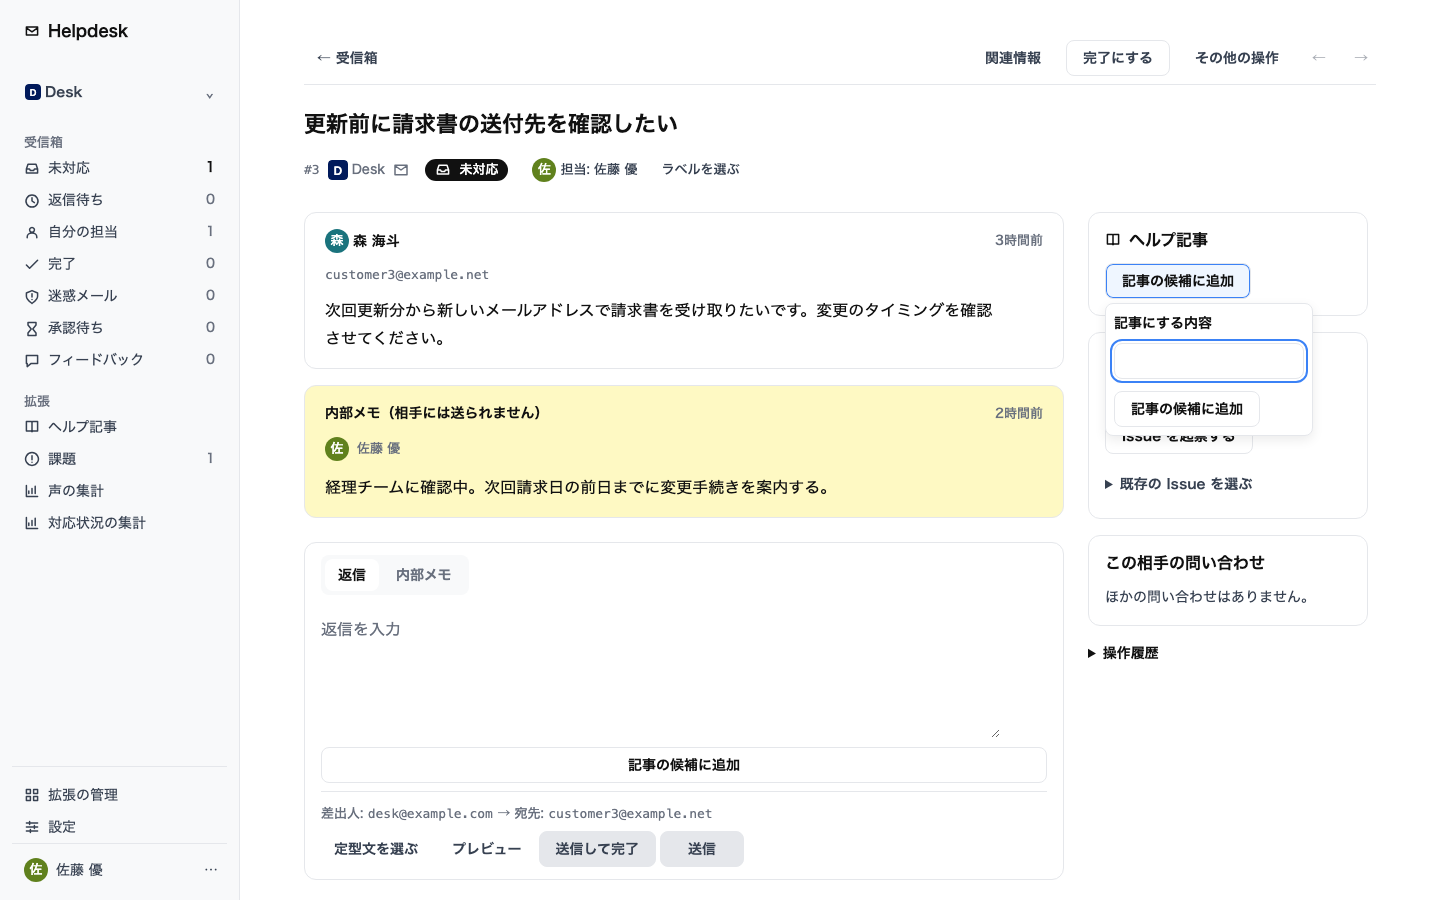 Helpdesk
D Desk
受信箱
未対応 1
返信待ち 0
自分の担当 1
完了 0
迷惑メール 0
承認待ち 0
フィードバック 0
拡張
ヘルプ記事
課題 1
声の集計
対応状況の集計
拡張の管理
設定
佐 佐藤 優 ...
← 受信箱 関連情報 完了にする その他の操作 ← →
更新前に請求書の送付先を確認したい
#3 D Desk 未対応 佐 担当: 佐藤 優 ラベルを選ぶ
森 森 海斗 3時間前
customer3@example.net
次回更新分から新しいメールアドレスで請求書を受け取りたいです。変更のタイミングを確認
させてください。
内部メモ（相手には送られません） 2時間前
佐 佐藤 優
経理チームに確認中。次回請求日の前日までに変更手続きを案内する。
返信 内部メモ
返信を入力
記事の候補に追加
差出人: desk@example.com → 宛先: customer3@example.net
定型文を選ぶ プレビュー 送信して完了 送信
ヘルプ記事
記事の候補に追加
記事にする内容
記事の候補に追加
Issue を起票する
▶ 既存の Issue を選ぶ
この相手の問い合わせ
ほかの問い合わせはありません。
▶ 操作履歴